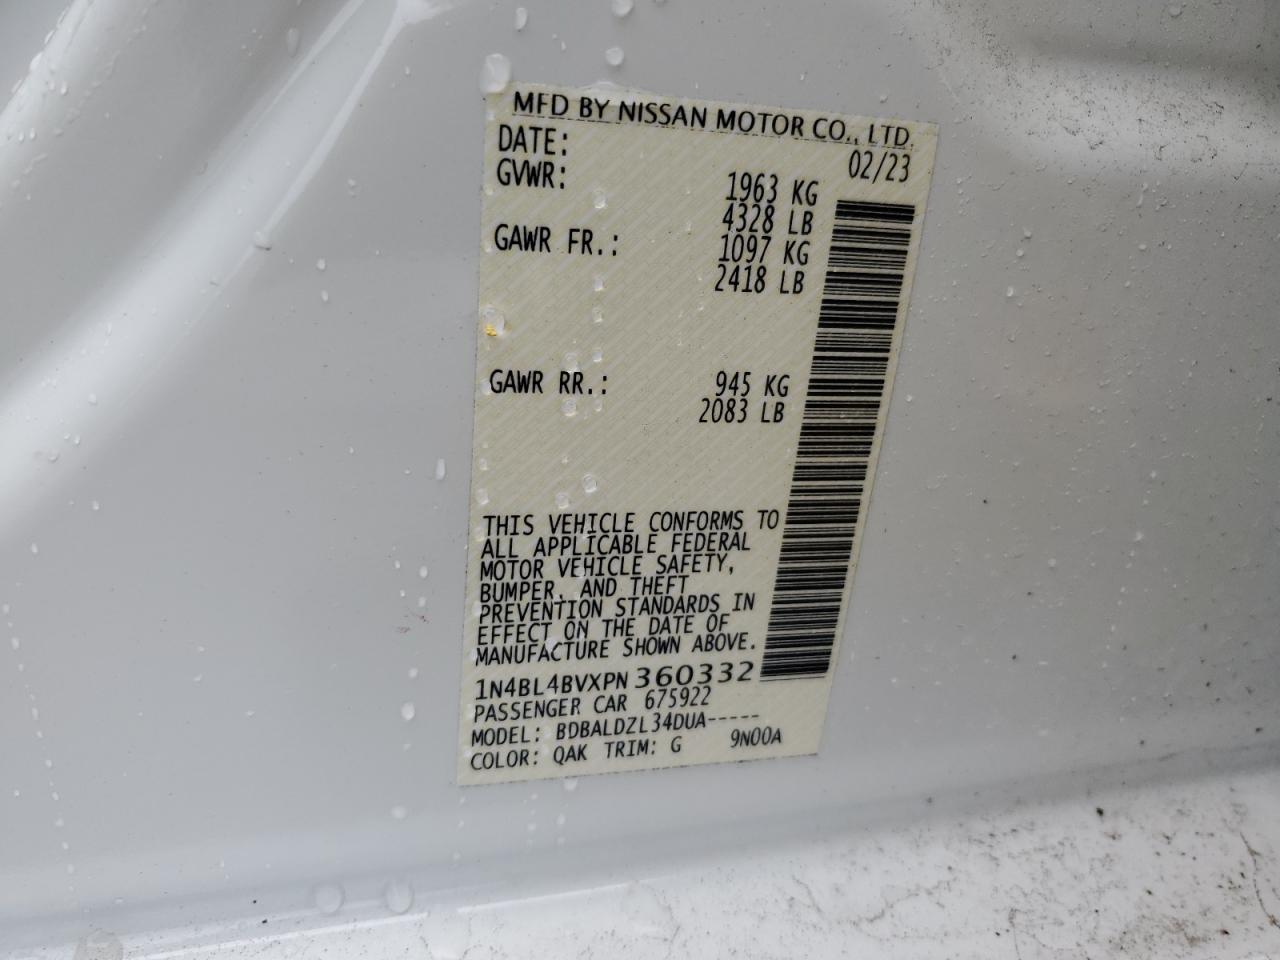 MFD BY NISSAN MOTOR CO., LTD.
DATE: 02/23
GVWR: 1963 KG
4328 LB
GAWR FR.: 1097 KG
2418 LB
GAWR RR.: 945 KG
2083 LB
THIS VEHICLE CONFORMS TO
ALL APPLICABLE FEDERAL
MOTOR VEHICLE SAFETY,
BUMPER, AND THEFT
PREVENTION STANDARDS IN
EFFECT ON THE DATE OF
MANUFACTURE SHOWN ABOVE.
1N4BL4BVXPN360332
PASSENGER CAR 675922
MODEL: BDBALDZL34DUA-----
COLOR: QAK TRIM: G 9N00A